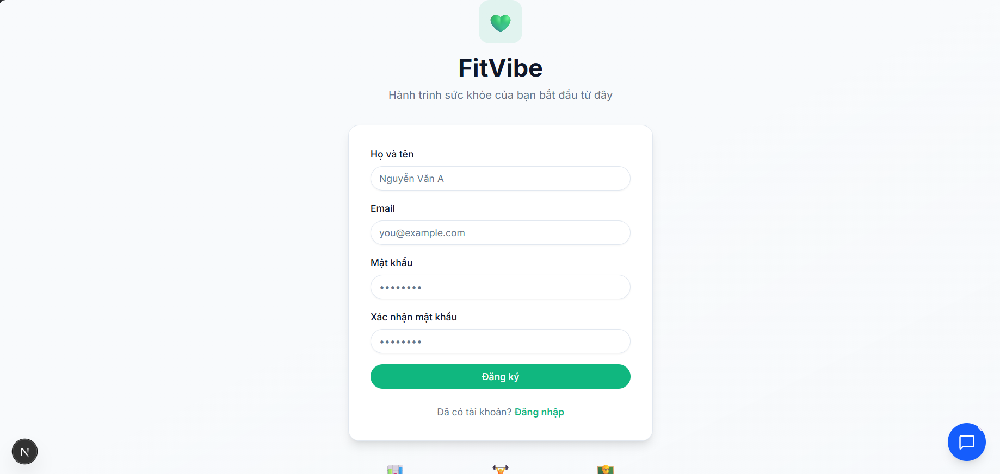 FitVibe
Hành trình sức khỏe của bạn bắt đầu từ đây
Họ và tên
Nguyễn Văn A
Email
you@example.com
Mật khẩu
••••••••
Xác nhận mật khẩu
••••••••
Đăng ký
Đã có tài khoản? Đăng nhập
N